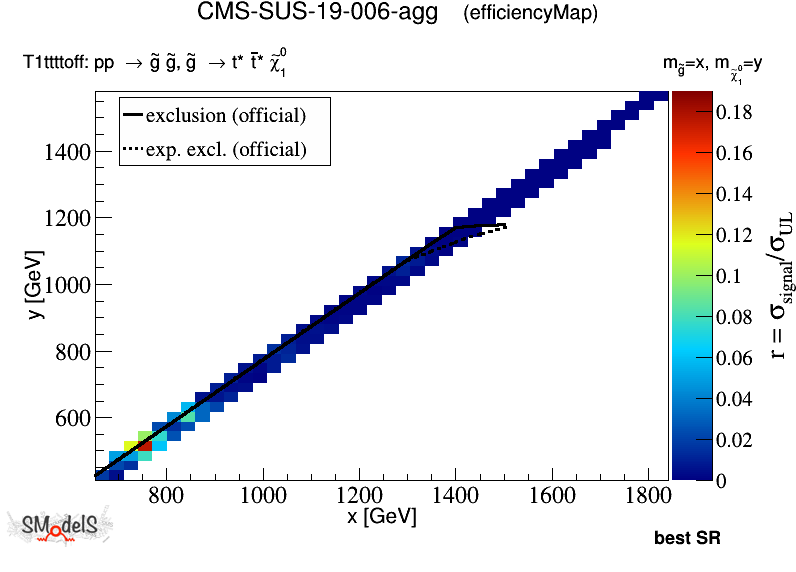 CMS-SUS-19-006-agg (efficiencyMap)
T1ttttoff: pp → g̃ g̃, g̃ → t* t̄* χ̃₁⁰ m_g̃=x, m_χ̃₁⁰=y
exclusion (official)
exp. excl. (official)
y [GeV]
1400
1200
1000
800
600
800 1000 1200 1400 1600 1800
x [GeV]
0.18
0.16
0.14
0.12
0.1
0.08
0.06
0.04
0.02
0
r = σ_signal/σ_UL
SModelS
best SR